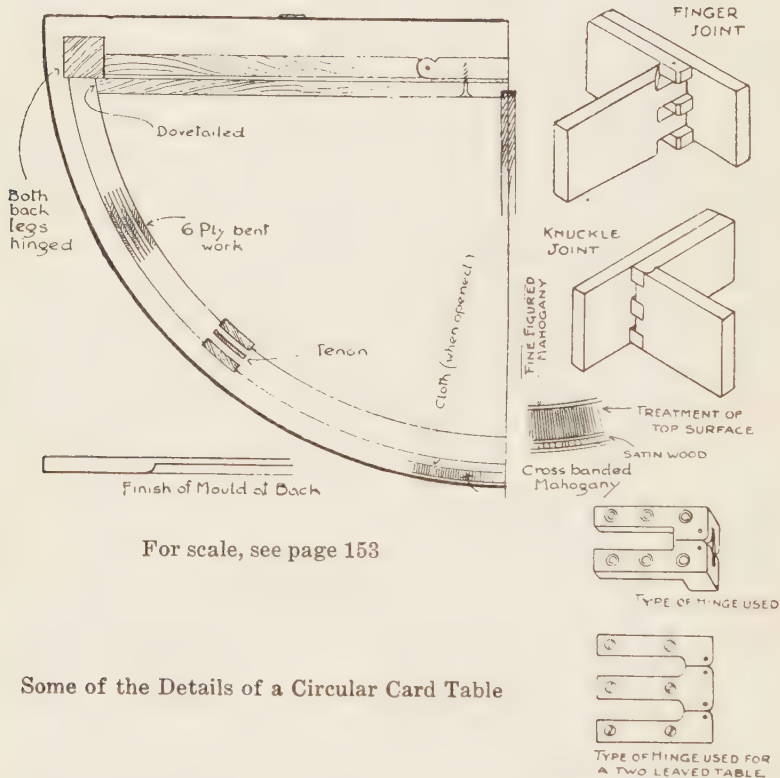 FINGER
JOINT
Dovetailed
Both
back
legs
hinged
6 Ply bent
work
KNUCKLE
JOINT
Cloth (when opened)
FINE FIGURED
MAHOGANY
Tenon
TREATMENT OF
TOP SURFACE
SATIN WOOD
Cross banded
Mahogany
Finish of Mould at Back
For scale, see page 153
TYPE OF HINGE USED
Some of the Details of a Circular Card Table
TYPE OF HINGE USED FOR
A TWO LEAVED TABLE